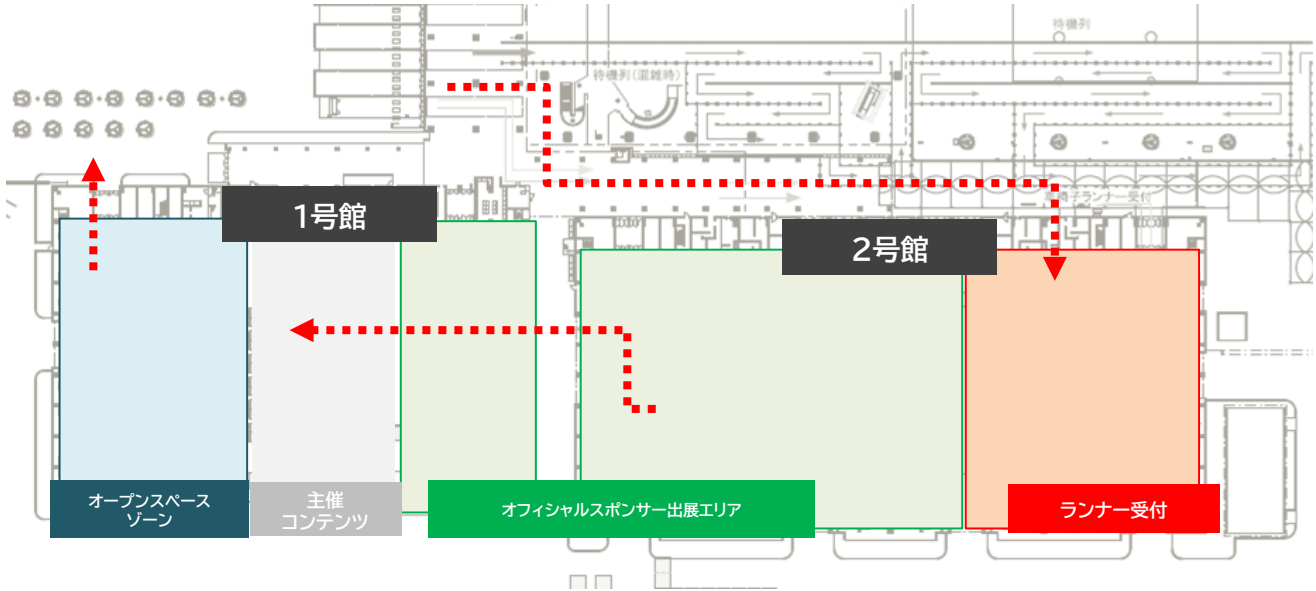 待機列
待機列(混雑時)
車椅子ランナー受付
1号館
2号館
オープンスペース
ゾーン
主催
コンテンツ
オフィシャルスポンサー出展エリア
ランナー受付